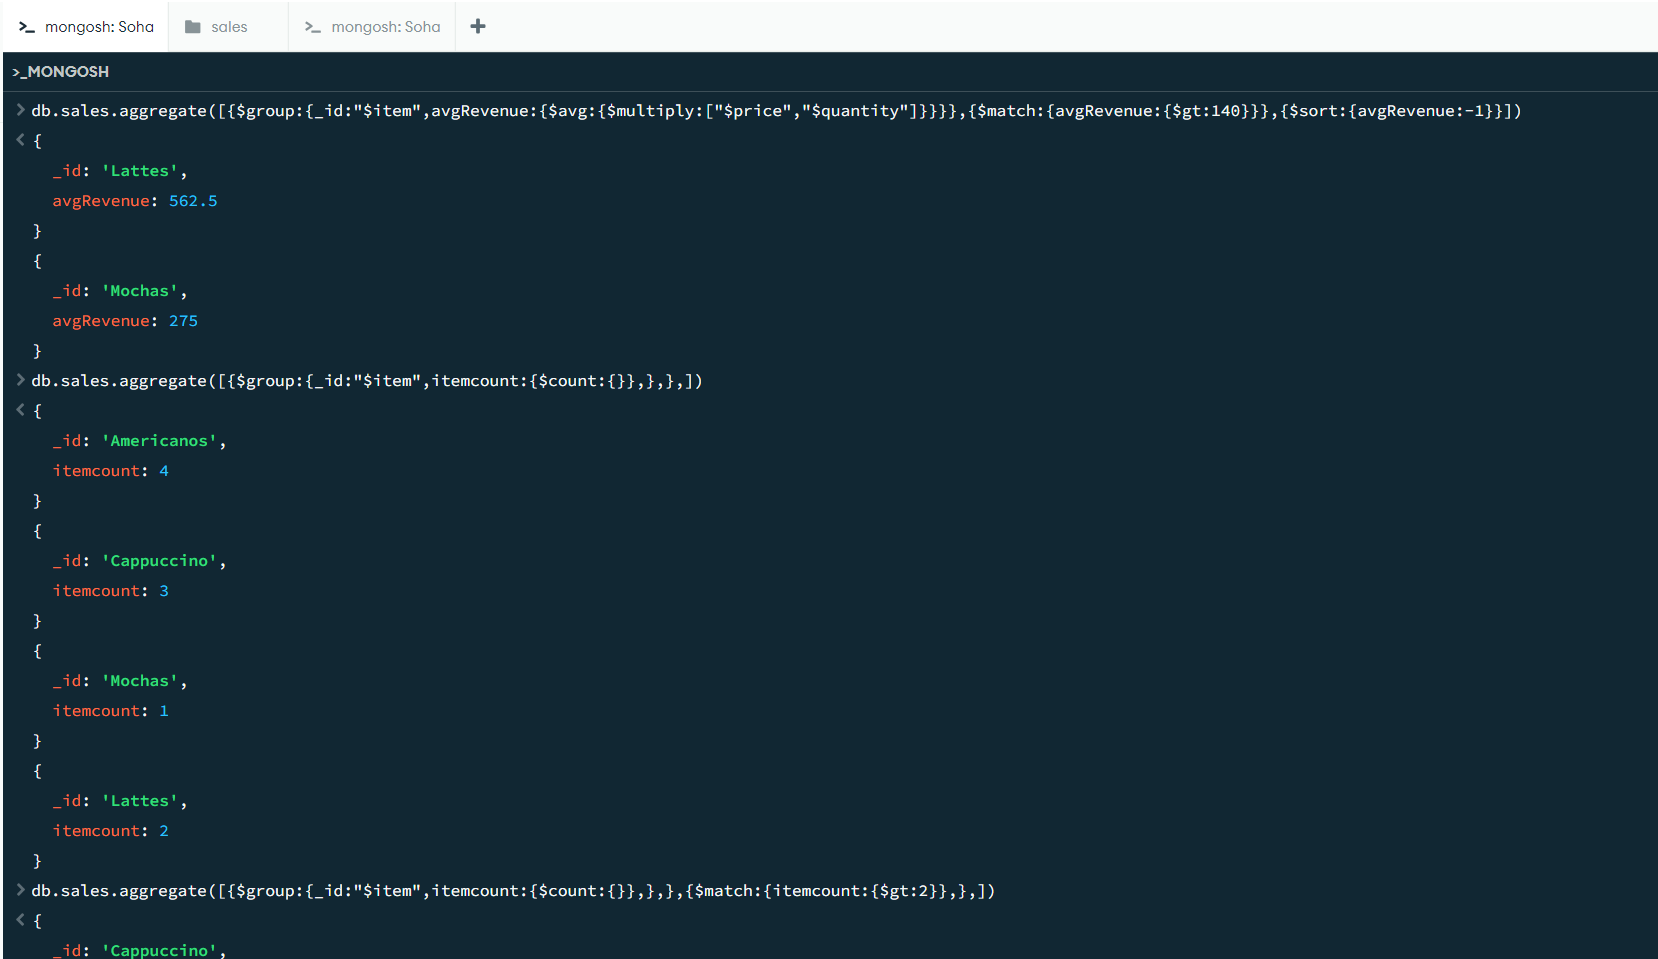 >_ mongosh: Soha sales >_ mongosh: Soha +
>_MONGOSH
> db.sales.aggregate([{$group:{_id:"$item",avgRevenue:{$avg:{$multiply:["$price","$quantity"]}}}},{$match:{avgRevenue:{$gt:140}}},{$sort:{avgRevenue:-1}}])
< {
_id: 'Lattes',
avgRevenue: 562.5
}
{
_id: 'Mochas',
avgRevenue: 275
}
> db.sales.aggregate([{$group:{_id:"$item",itemcount:{$count:{}},},},])
< {
_id: 'Americanos',
itemcount: 4
}
{
_id: 'Cappuccino',
itemcount: 3
}
{
_id: 'Mochas',
itemcount: 1
}
{
_id: 'Lattes',
itemcount: 2
}
> db.sales.aggregate([{$group:{_id:"$item",itemcount:{$count:{}},},},{$match:{itemcount:{$gt:2}},},])
< {
_id: 'Cappuccino',